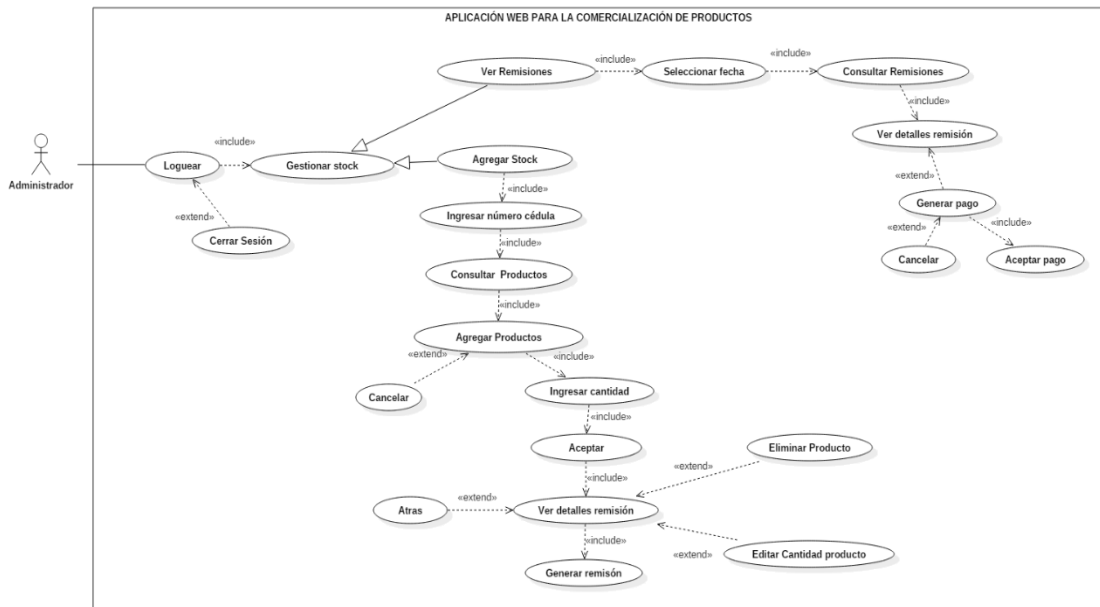 APLICACIÓN WEB PARA LA COMERCIALIZACIÓN DE PRODUCTOS
«include»
«include»
Ver Remisiones
Seleccionar fecha
Consultar Remisiones
«include»
Ver detalles remisión
«include»
Loguear
Gestionar stock
Agregar Stock
Administrador
«extend»
«include»
Generar pago
Ingresar número cédula
«extend»
«extend»
«include»
Cerrar Sesión
«include»
Cancelar
Aceptar pago
Consultar Productos
«include»
Agregar Productos
«extend»
«include»
Cancelar
Ingresar cantidad
«include»
Aceptar
Eliminar Producto
«extend»
«include»
«extend»
Atras
Ver detalles remisión
«include»
«extend»
Editar Cantidad producto
Generar remisón